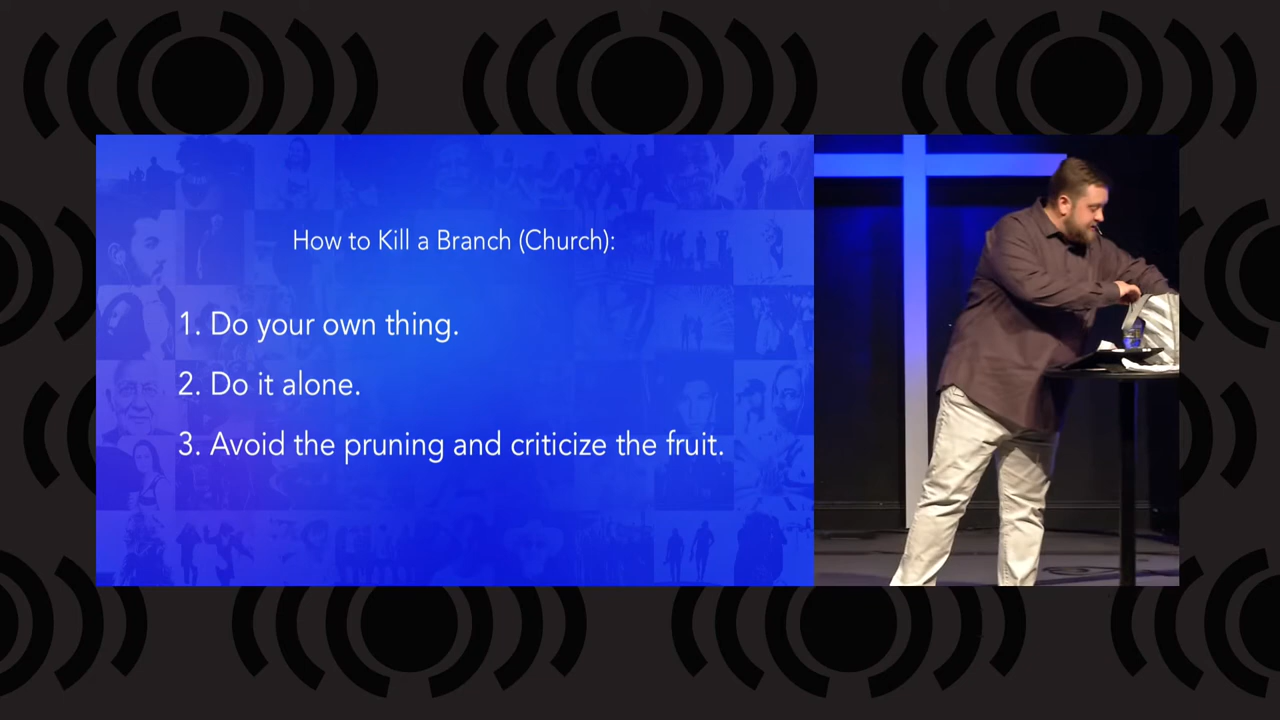 How to Kill a Branch (Church):
1. Do your own thing.
2. Do it alone.
3. Avoid the pruning and criticize the fruit.